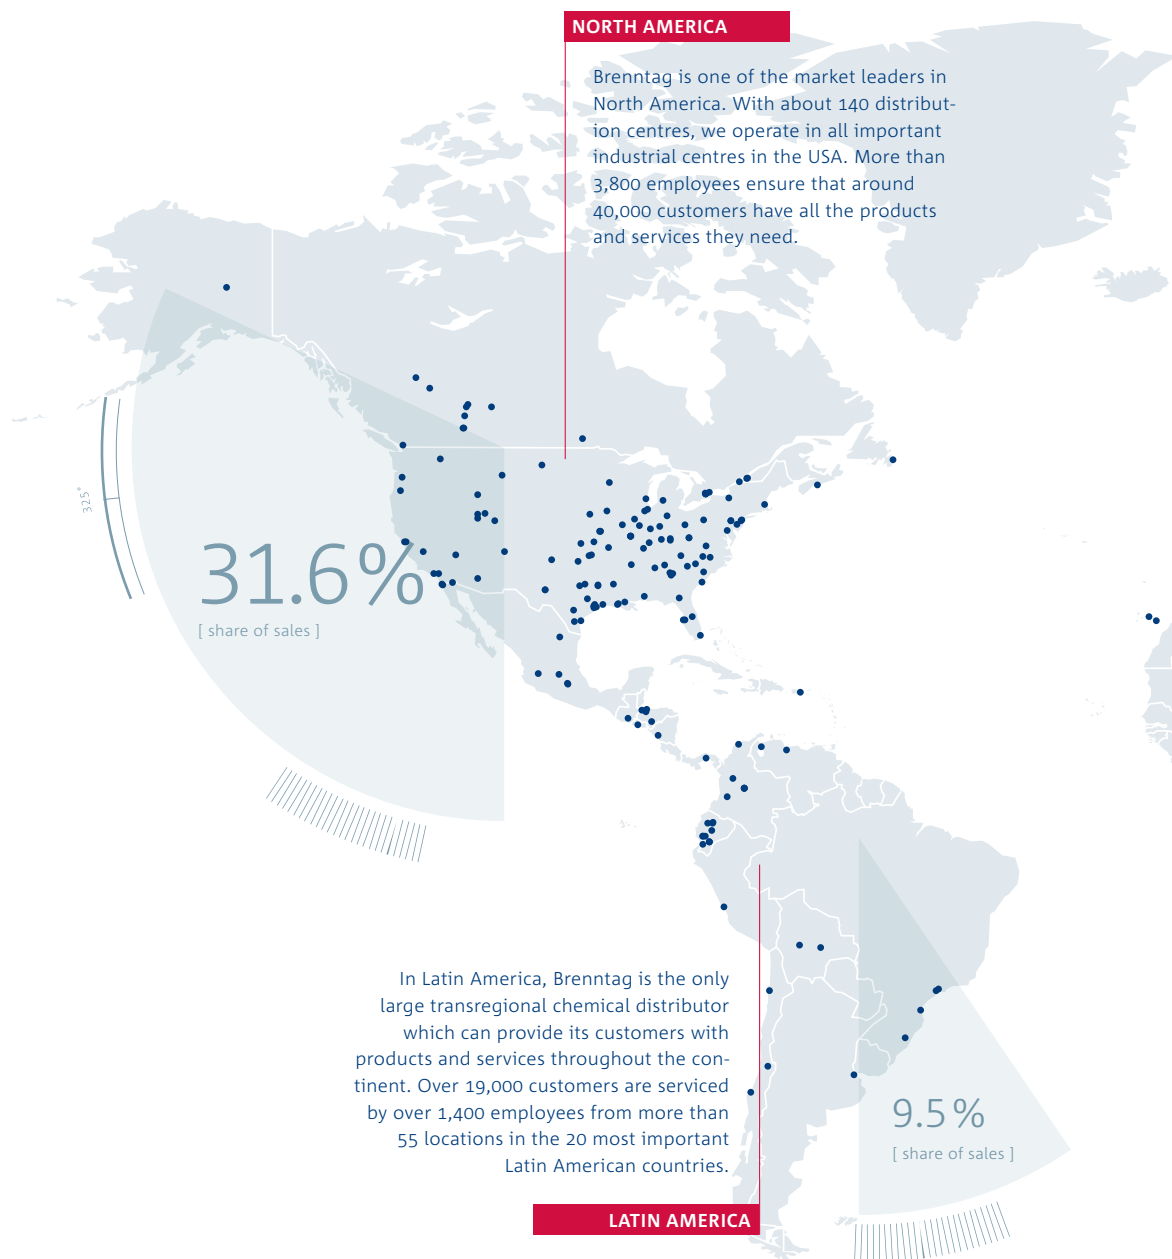 NORTH AMERICA
Brenntag is one of the market leaders in
North America. With about 140 distribut-
ion centres, we operate in all important
industrial centres in the USA. More than
3,800 employees ensure that around
40,000 customers have all the products
and services they need.
325°
31.6%
[ share of sales ]
In Latin America, Brenntag is the only
large transregional chemical distributor
which can provide its customers with
products and services throughout the con-
tinent. Over 19,000 customers are serviced
by over 1,400 employees from more than
55 locations in the 20 most important
Latin American countries.
9.5%
[ share of sales ]
LATIN AMERICA